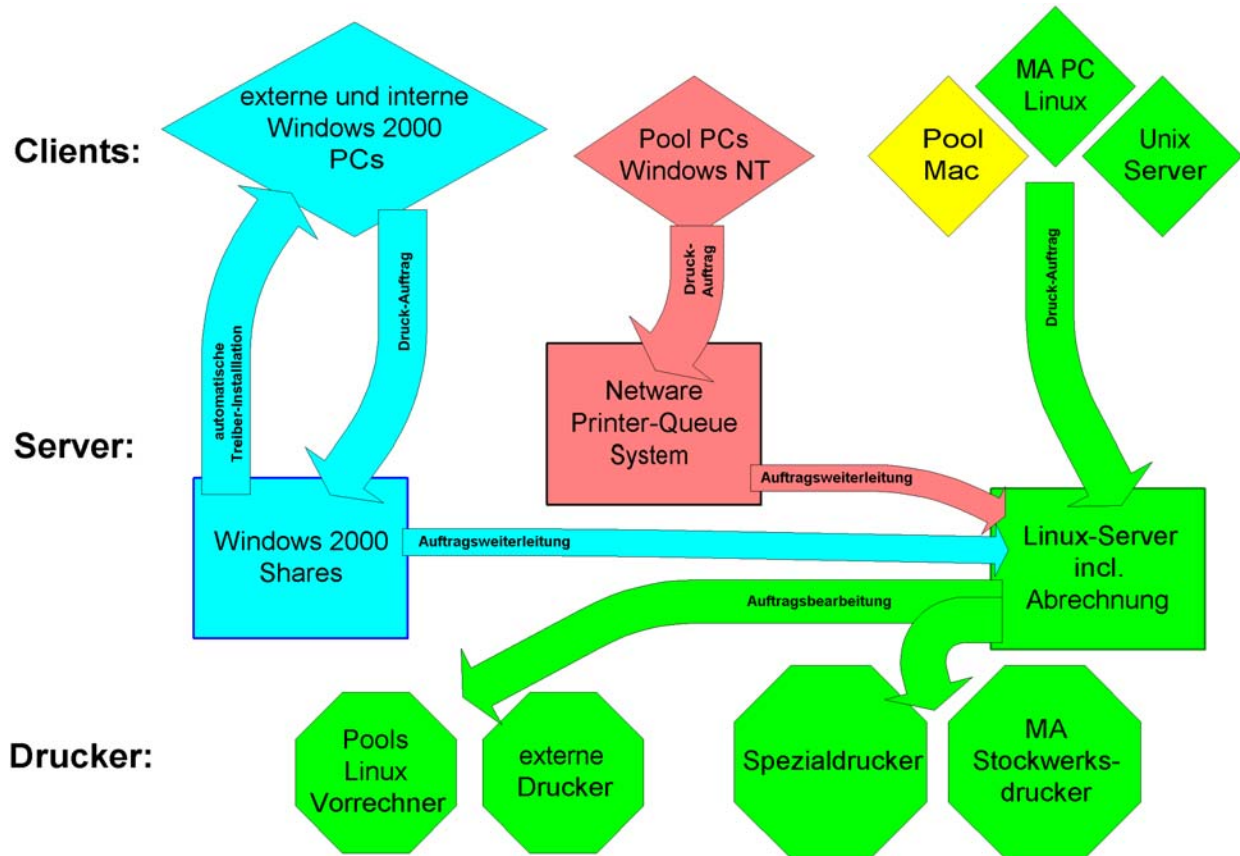 Clients:
externe und interne
Windows 2000
PCs
Pool PCs
Windows NT
Pool
Mac
MA PC
Linux
Unix
Server
automatische
Treiber-Installlation
Druck-Auftrag
Druck-
Auftrag
Druck-Auftrag
Server:
Netware
Printer-Queue
System
Auftragsweiterleitung
Windows 2000
Shares
Auftragsweiterleitung
Linux-Server
incl.
Abrechnung
Auftragsbearbeitung
Drucker:
Pools
Linux
Vorrechner
externe
Drucker
Spezialdrucker
MA
Stockwerks-
drucker